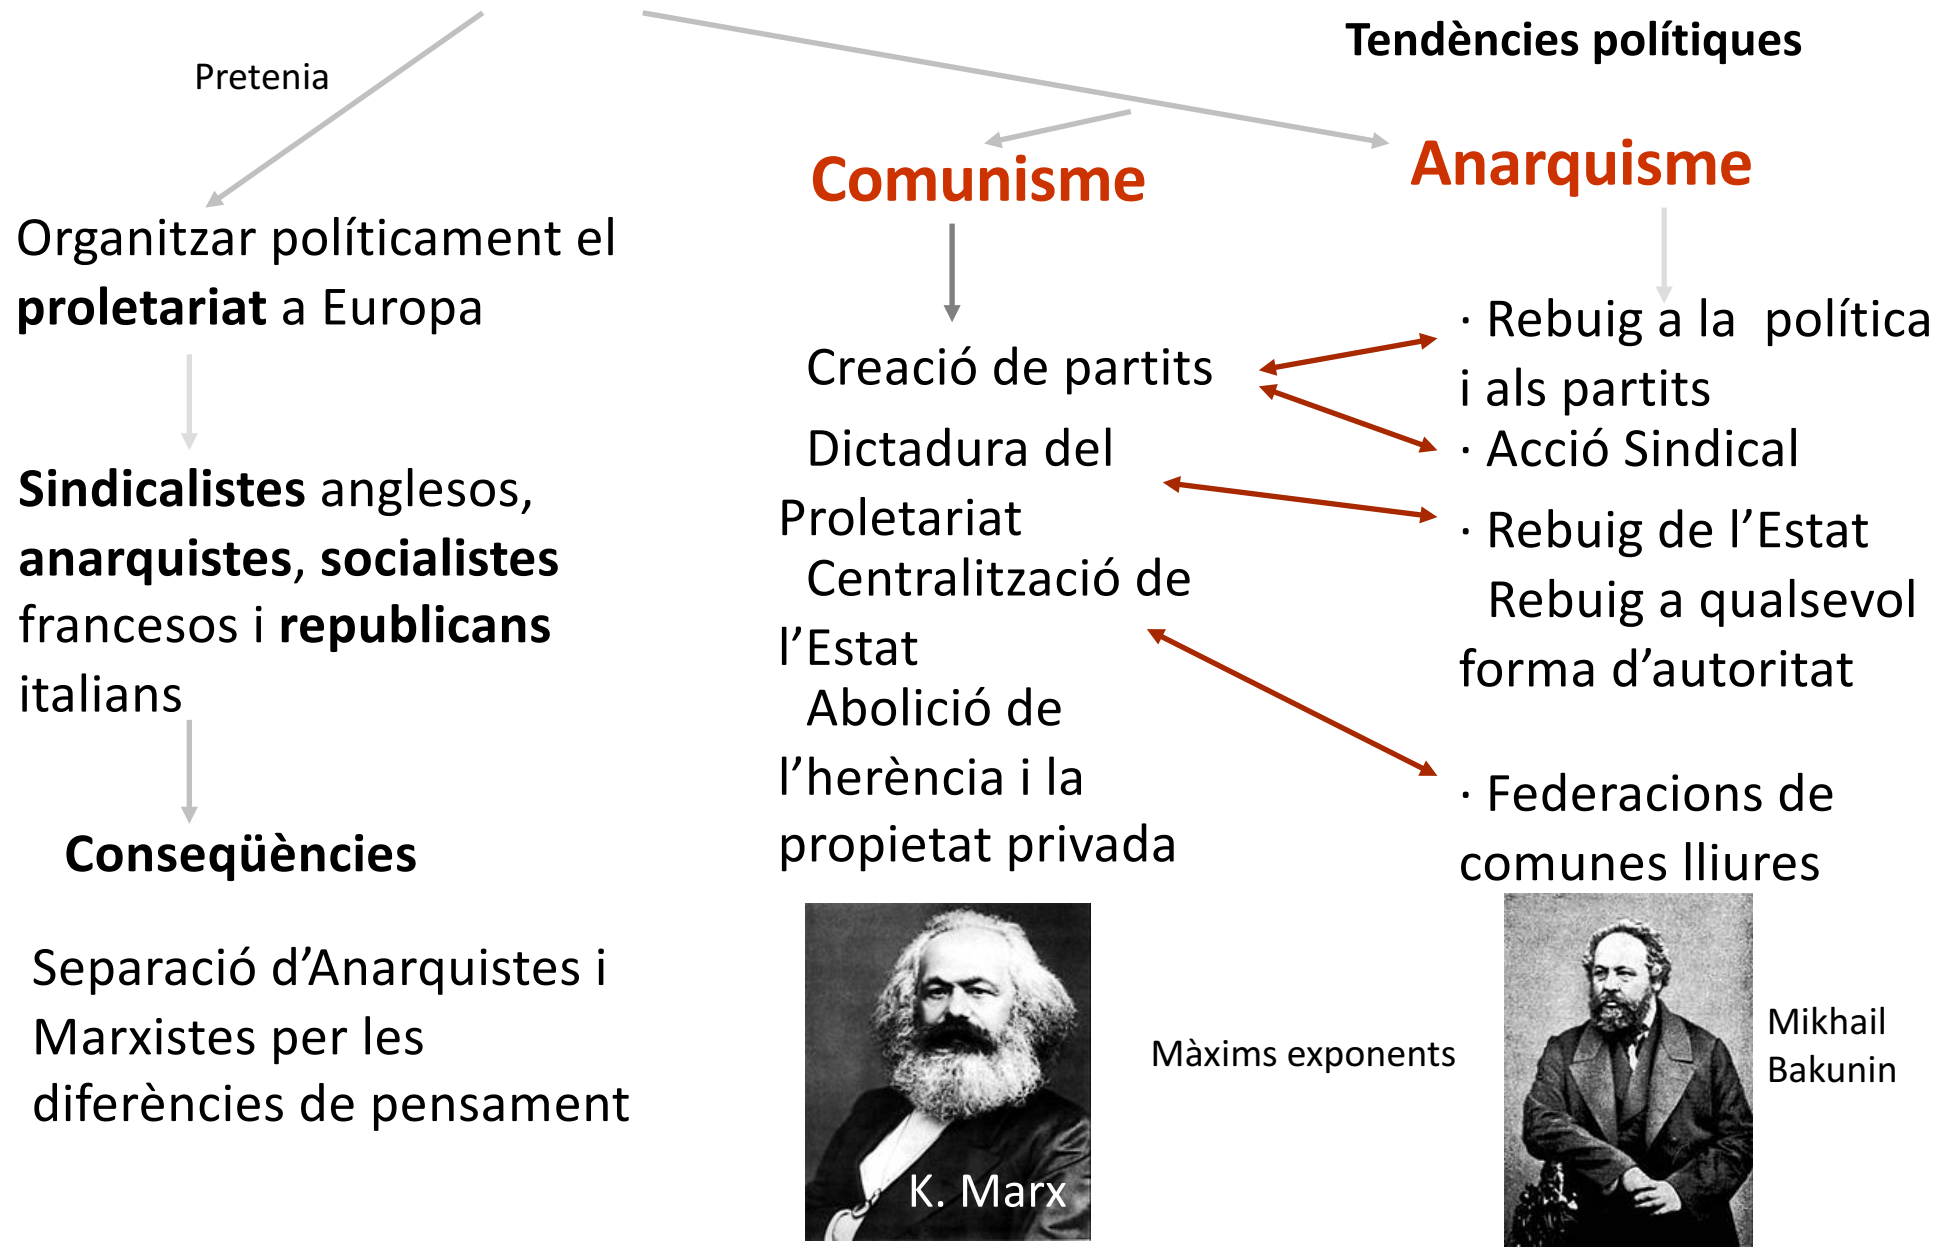 Tendències polítiques
Pretenia
Organitzar políticament el
proletariat a Europa
Sindicalistes anglesos,
anarquistes, socialistes
francesos i republicans
italians
Conseqüències
Separació d’Anarquistes i
Marxistes per les
diferències de pensament
Comunisme
Creació de partits
Dictadura del
Proletariat
Centralització de
l’Estat
Abolició de
l’herència i la
propietat privada
K. Marx
Màxims exponents
Anarquisme
· Rebuig a la  política
i als partits
· Acció Sindical
· Rebuig de l’Estat
Rebuig a qualsevol
forma d’autoritat
· Federacions de
comunes lliures
Mikhail
Bakunin